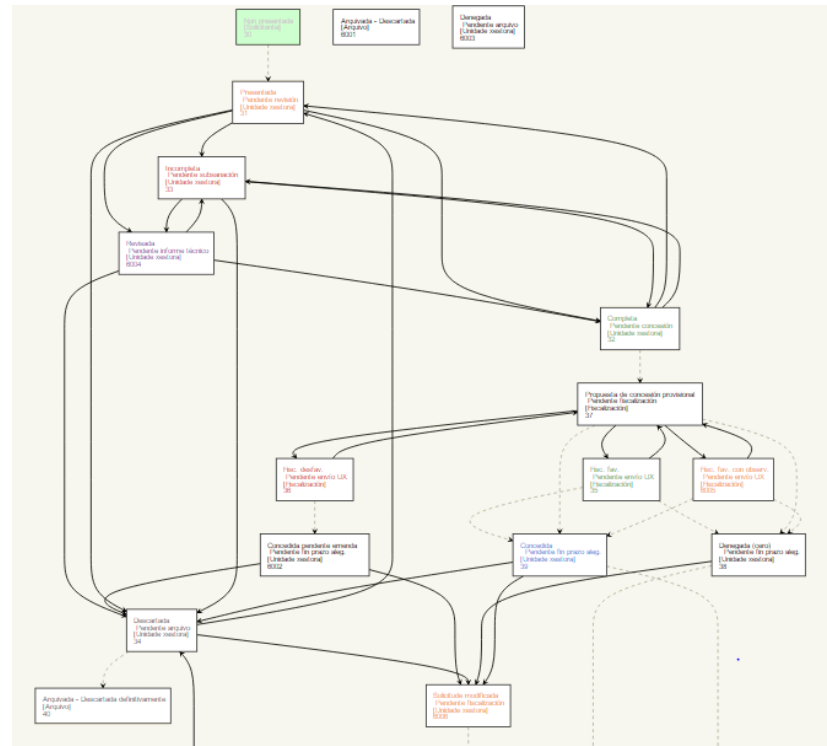 Non presentada
[Solicitante]
30
Arquivada - Descartada
[Arquivo]
6001
Denegada
Pendente arquivo
[Unidade xestora]
6003
Presentada
Pendente revisión
[Unidade xestora]
31
Incompleta
Pendente subsanación
[Unidade xestora]
33
Revisada
Pendente informe técnico
[Unidade xestora]
6004
Completa
Pendente concesión
[Unidade xestora]
32
Proposta de concesión provisional
Pendente fiscalización
[Fiscalización]
37
Rec. desfav.
Pendente envío UX
[Fiscalización]
36
Rec. fav.
Pendente envío UX
[Fiscalización]
35
Rec. fav. con observ.
Pendente envío UX
[Fiscalización]
6005
Concedida pendente emenda
Pendente fin prazo aleg.
[Unidade xestora]
6002
Concedida
Pendente fin prazo aleg.
[Unidade xestora]
39
Denegada (cero)
Pendente fin prazo aleg.
[Unidade xestora]
38
Descartada
Pendente arquivo
[Unidade xestora]
34
Arquivada - Descartada definitivamente
[Arquivo]
40
Solicitude modificada
Pendente fiscalización
[Unidade xestora]
6006